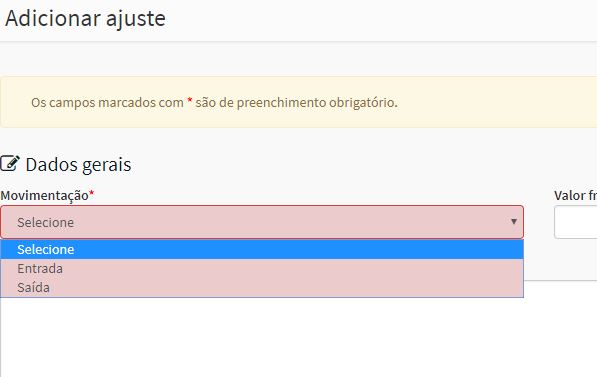 Adicionar ajuste
Os campos marcados com * são de preenchimento obrigatório.
Dados gerais
Movimentação*
Valor fr
Selecione
Selecione
Entrada
Saída